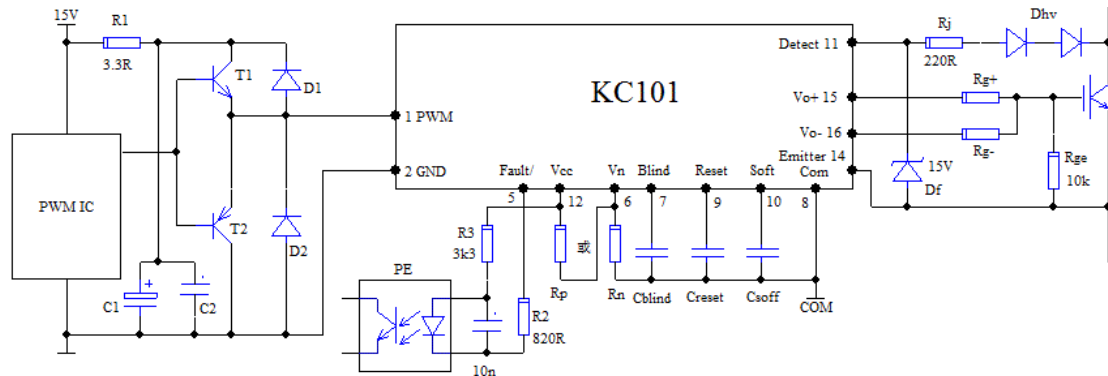 15V
R1
3.3R
T1
D1
T2
D2
PWM IC
C1
+
C2
KC101
1 PWM
2 GND
Detect 11
Vo+ 15
Vo- 16
Emitter 14
Com
Fault/
Vcc
Vn
Blind
Reset
Soft
5
12
6
7
9
10
8
R3
3k3
PE
Rp
或
Rn
Cblind
Creset
Csoff
COM
R2
820R
10n
Rj
220R
Dhv
Rg+
Rg-
15V
Df
Rge
10k